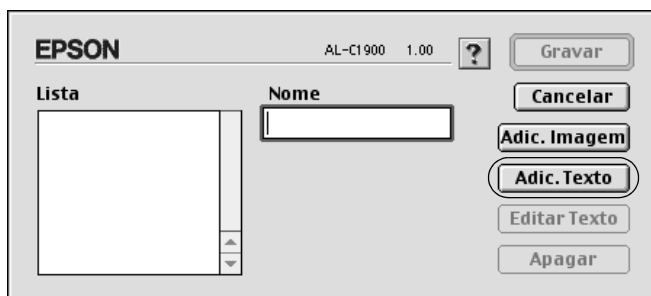 EPSON AL-C1900 1.00 ? Gravar
Lista Nome Cancelar
Adic. Imagem
Adic. Texto
Editar Texto
Apagar